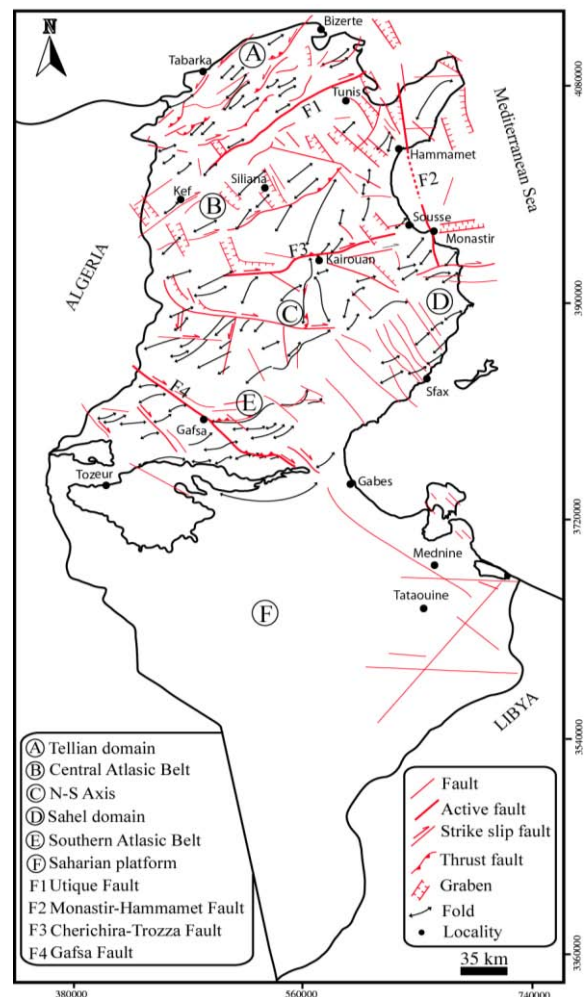 N
Bizerte
A
Tabarka
4080000
Tunis
F1
Mediterranean Sea
Hammamet
F2
Siliana
Kef
B
Sousse
Monastir
F3
Kairouan
ALGERIA
3900000
C
D
F4
Sfax
E
Gafsa
Tozeur
Gabes
3720000
Mednine
Tataouine
F
LIBYA
3540000
A Tellian domain
B Central Atlasic Belt
C N-S Axis
D Sahel domain
E Southern Atlasic Belt
F Saharian platform
F1 Utique Fault
F2 Monastir-Hammamet Fault
F3 Cherichira-Trozza Fault
F4 Gafsa Fault
Fault
Active fault
Strike slip fault
Thrust fault
Graben
Fold
Locality
35 km
3360000
380000
560000
740000